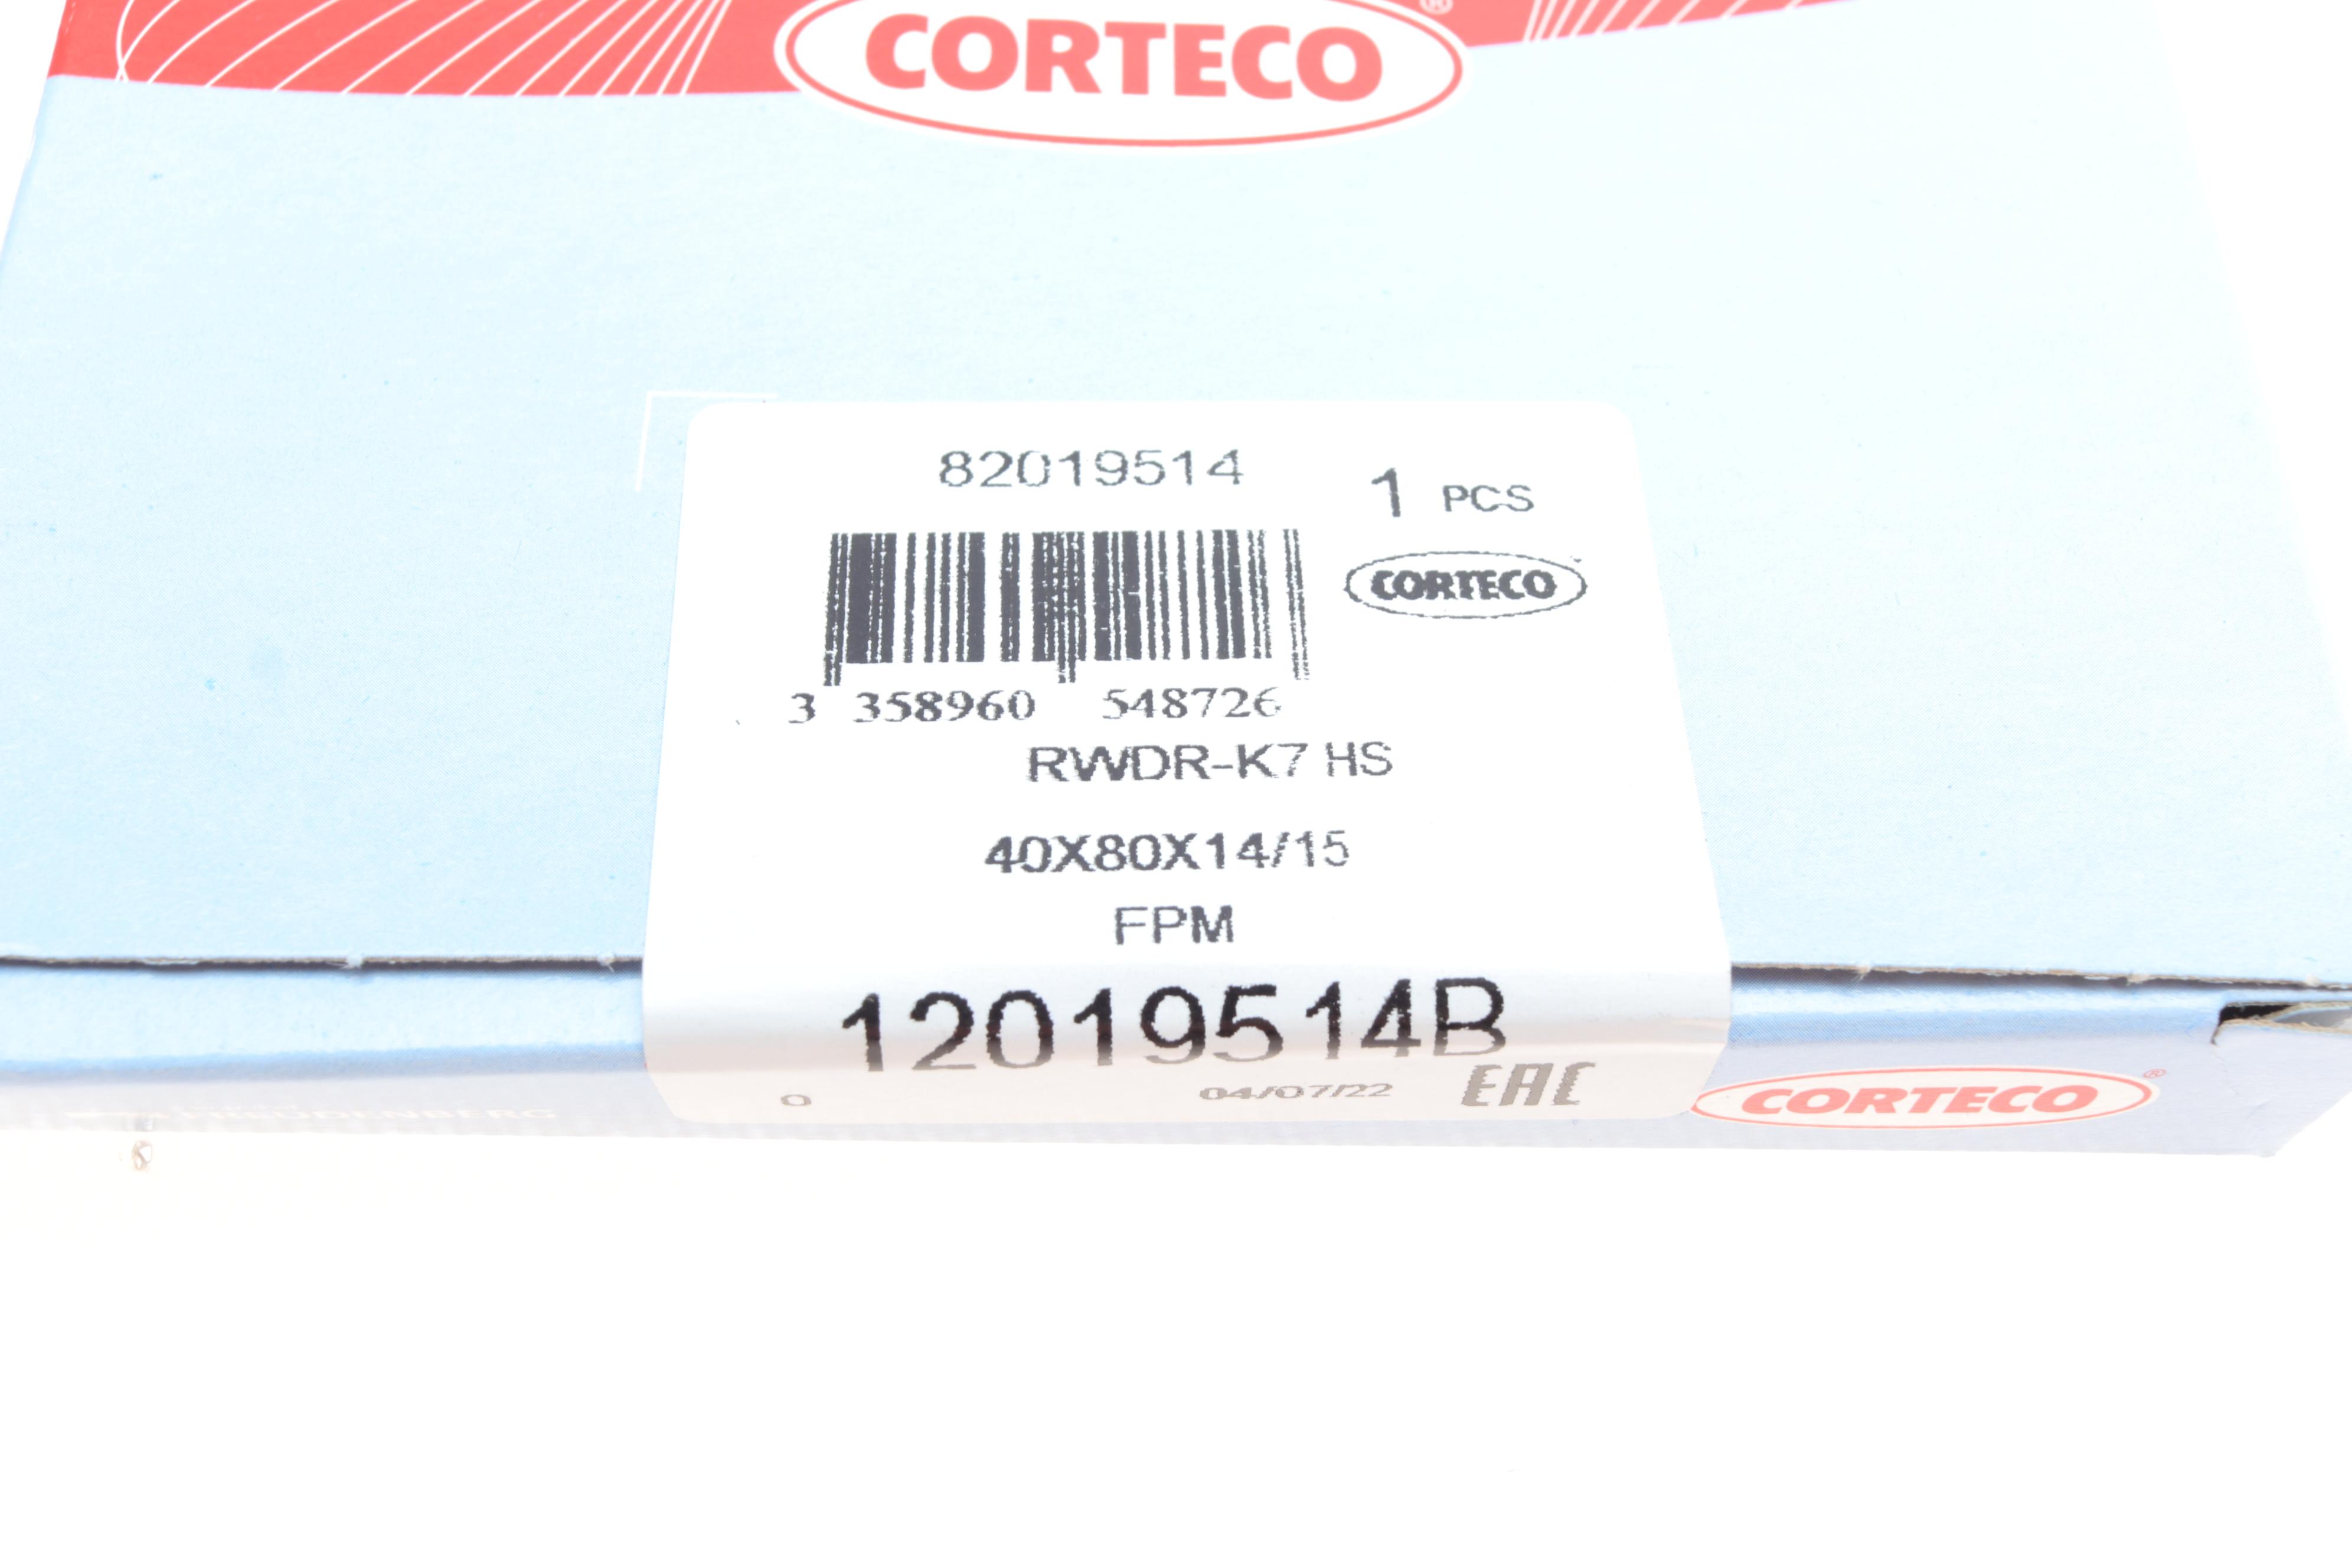 CORTECO ®
82019514
1 PCS
CORTECO
3 358960 548726
RWDR-K7 HS
40X80X14/15
FPM
12019514B
0 04/07/22 EAC
CORTECO ®
FREUDENBERG